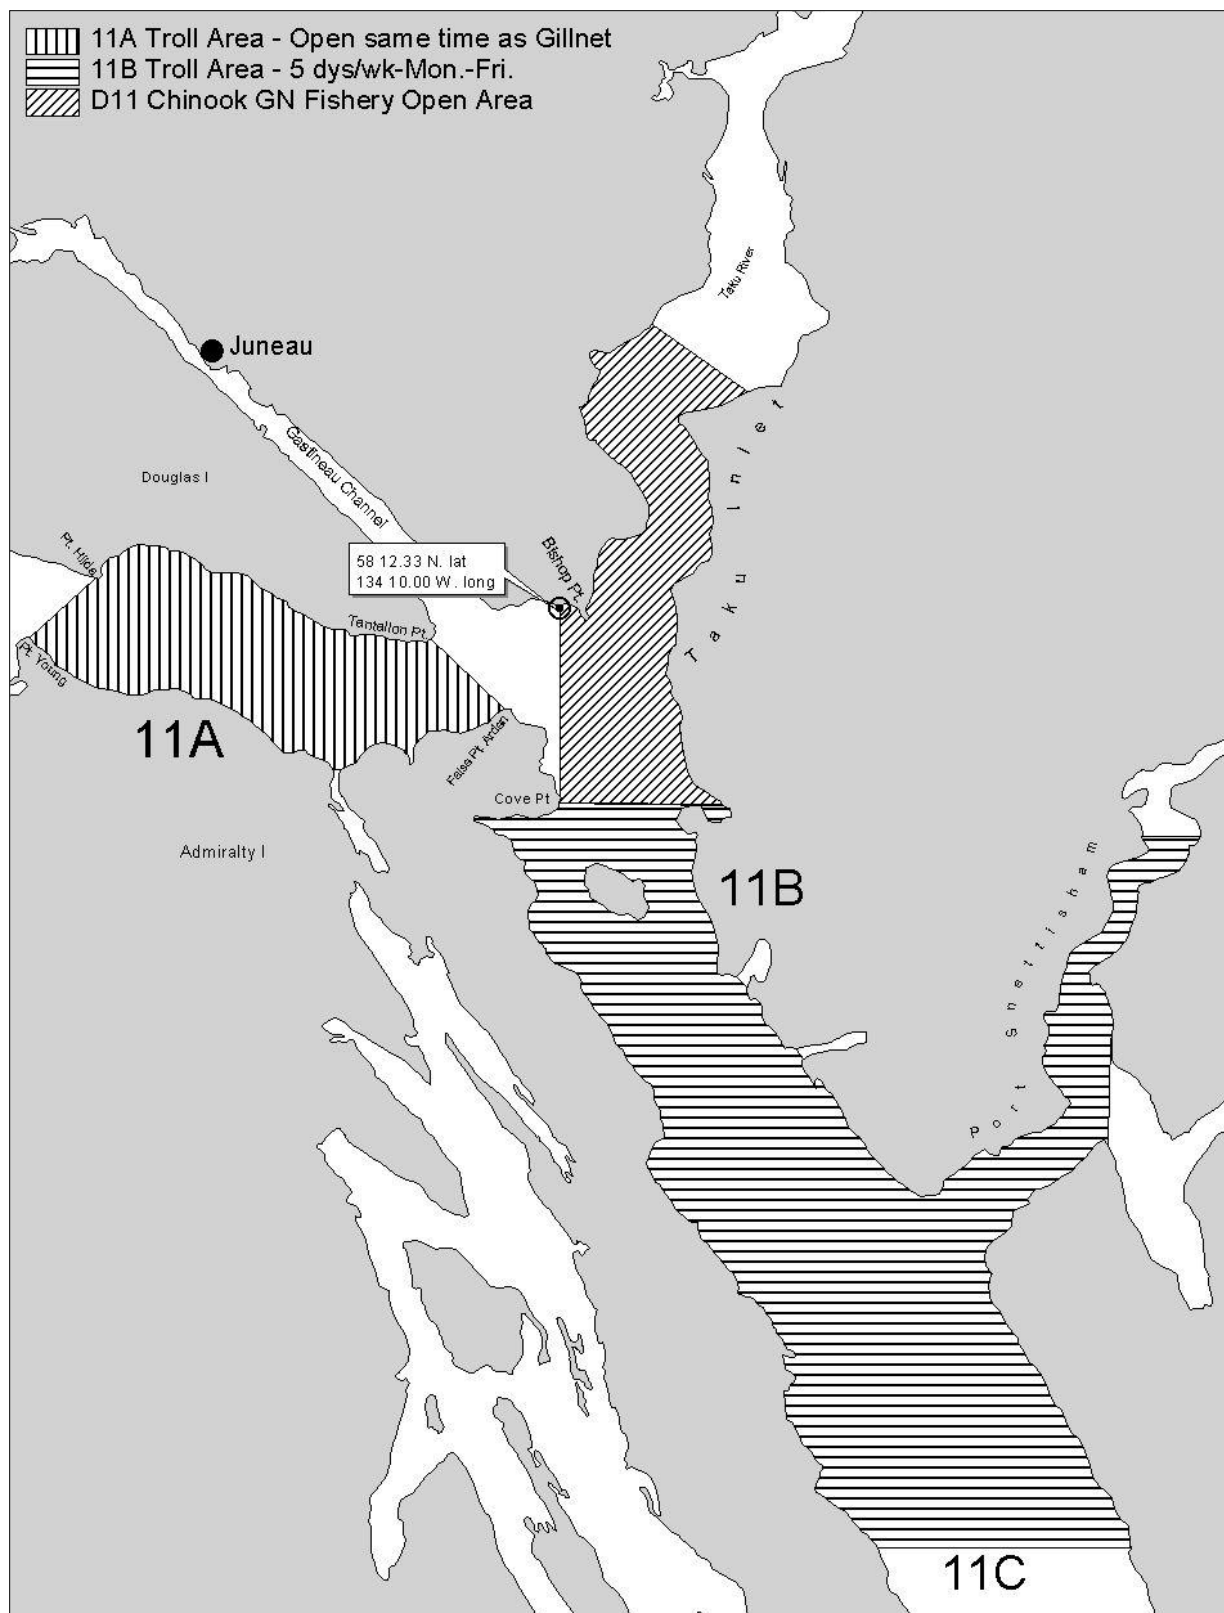 11A Troll Area - Open same time as Gillnet
11B Troll Area - 5 dys/wk-Mon.-Fri.
D11 Chinook GN Fishery Open Area
Taku River
Juneau
Taku Inlet
Gastineau Channel
Douglas I
Bishop Pt.
Pt. Hilde
58 12.33 N. lat
134 10.00 W. long
Tantallon Pt.
Pt. Young
11A
False Pt. Arden
Cove Pt
Admiralty I
11B
Port Snettisham
11C